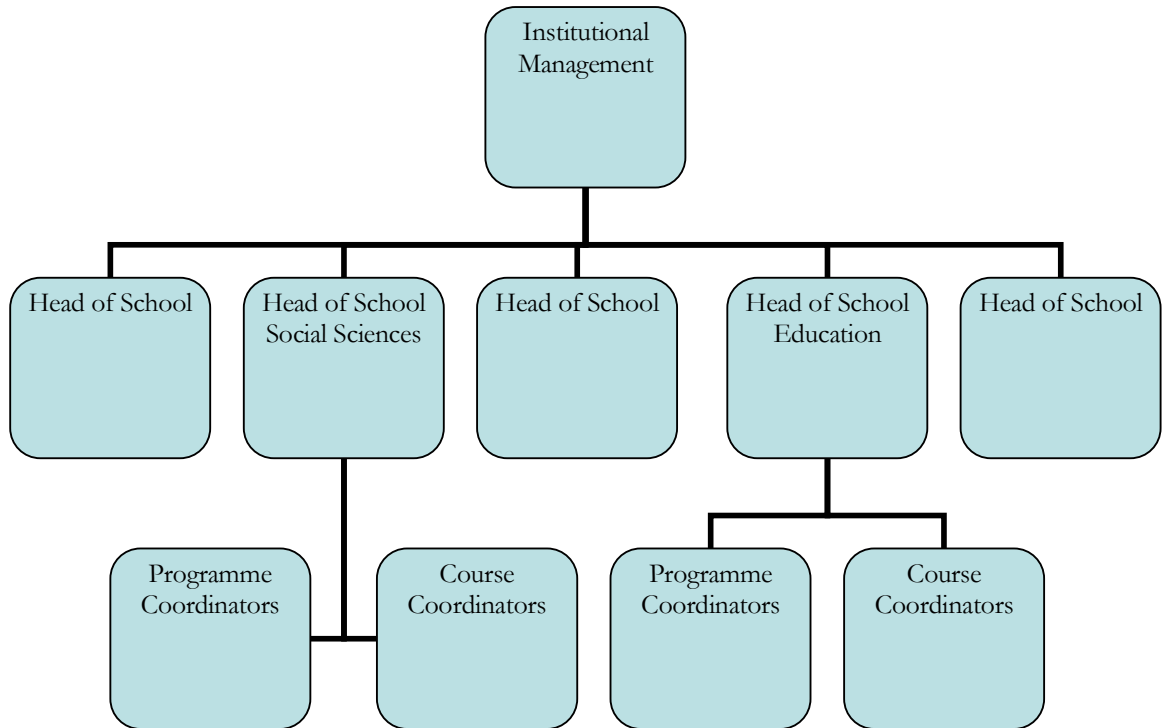 Institutional
Management
Head of School
Head of School
Social Sciences
Head of School
Head of School
Education
Head of School
Programme
Coordinators
Course
Coordinators
Programme
Coordinators
Course
Coordinators